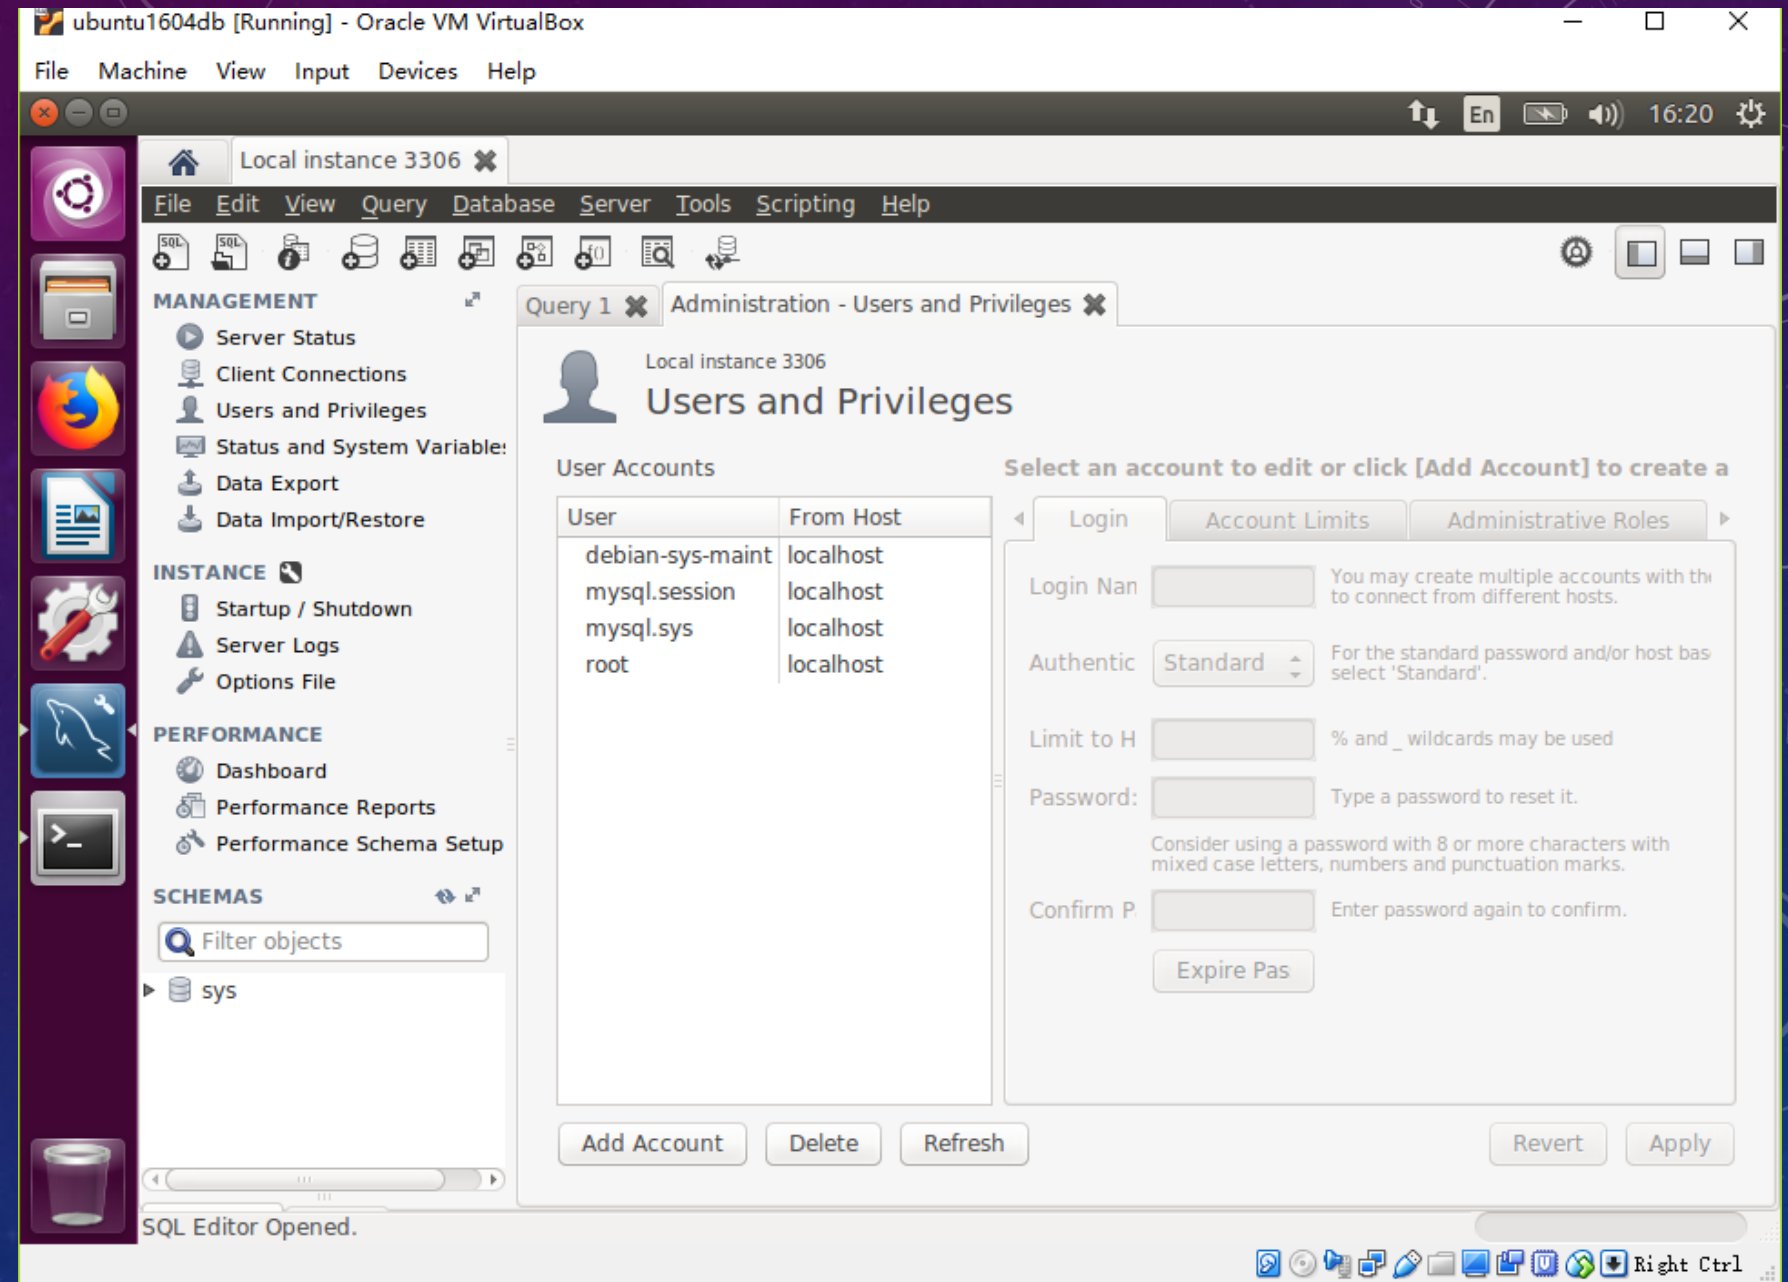 ubuntu1604db [Running] - Oracle VM VirtualBox
File Machine View Input Devices Help
En 16:20
Local instance 3306
File Edit View Query Database Server Tools Scripting Help
MANAGEMENT
Server Status
Client Connections
Users and Privileges
Status and System Variables
Data Export
Data Import/Restore
INSTANCE
Startup / Shutdown
Server Logs
Options File
PERFORMANCE
Dashboard
Performance Reports
Performance Schema Setup
SCHEMAS
Filter objects
sys
Query 1 Administration - Users and Privileges
Local instance 3306
Users and Privileges
User Accounts
User From Host
debian-sys-maint localhost
mysql.session localhost
mysql.sys localhost
root localhost
Add Account Delete Refresh
Select an account to edit or click [Add Account] to create a
Login Account Limits Administrative Roles
Login Nam
You may create multiple accounts with the
to connect from different hosts.
Authentic Standard
For the standard password and/or host bas
select 'Standard'.
Limit to H % and _ wildcards may be used
Password: Type a password to reset it.
Consider using a password with 8 or more characters with
mixed case letters, numbers and punctuation marks.
Confirm P Enter password again to confirm.
Expire Pas
Revert Apply
SQL Editor Opened.
Right Ctrl